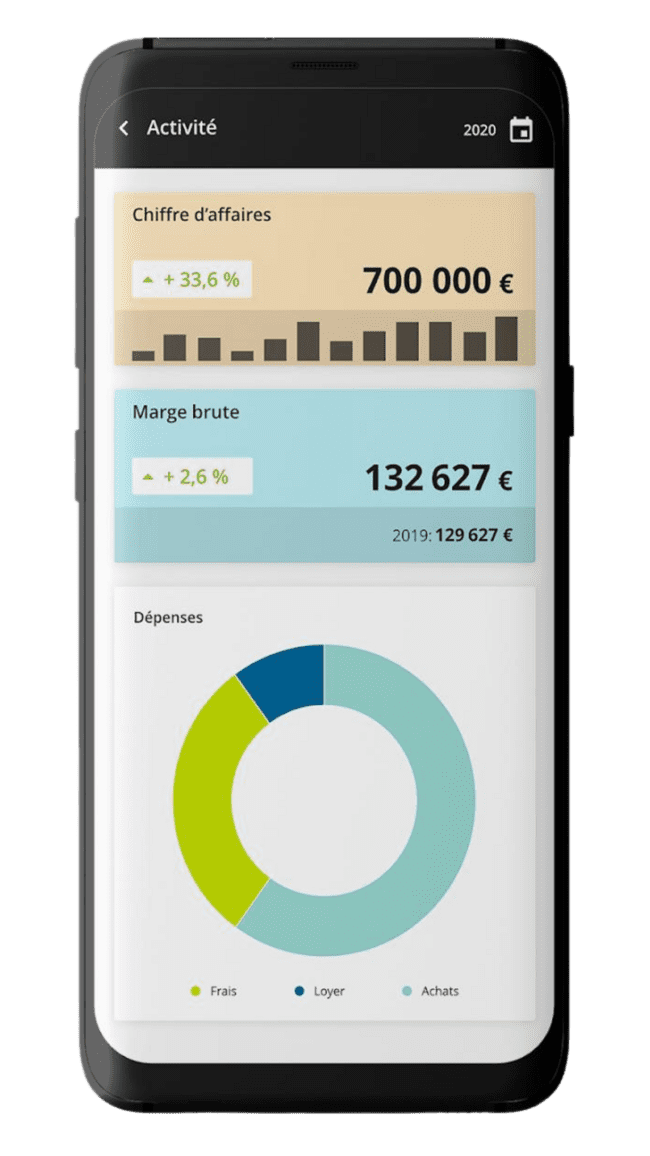 Activité
2020
Chiffre d’affaires
+ 33,6 %
700 000 €
Marge brute
+ 2,6 %
132 627 €
2019: 129 627 €
Dépenses
Frais
Loyer
Achats